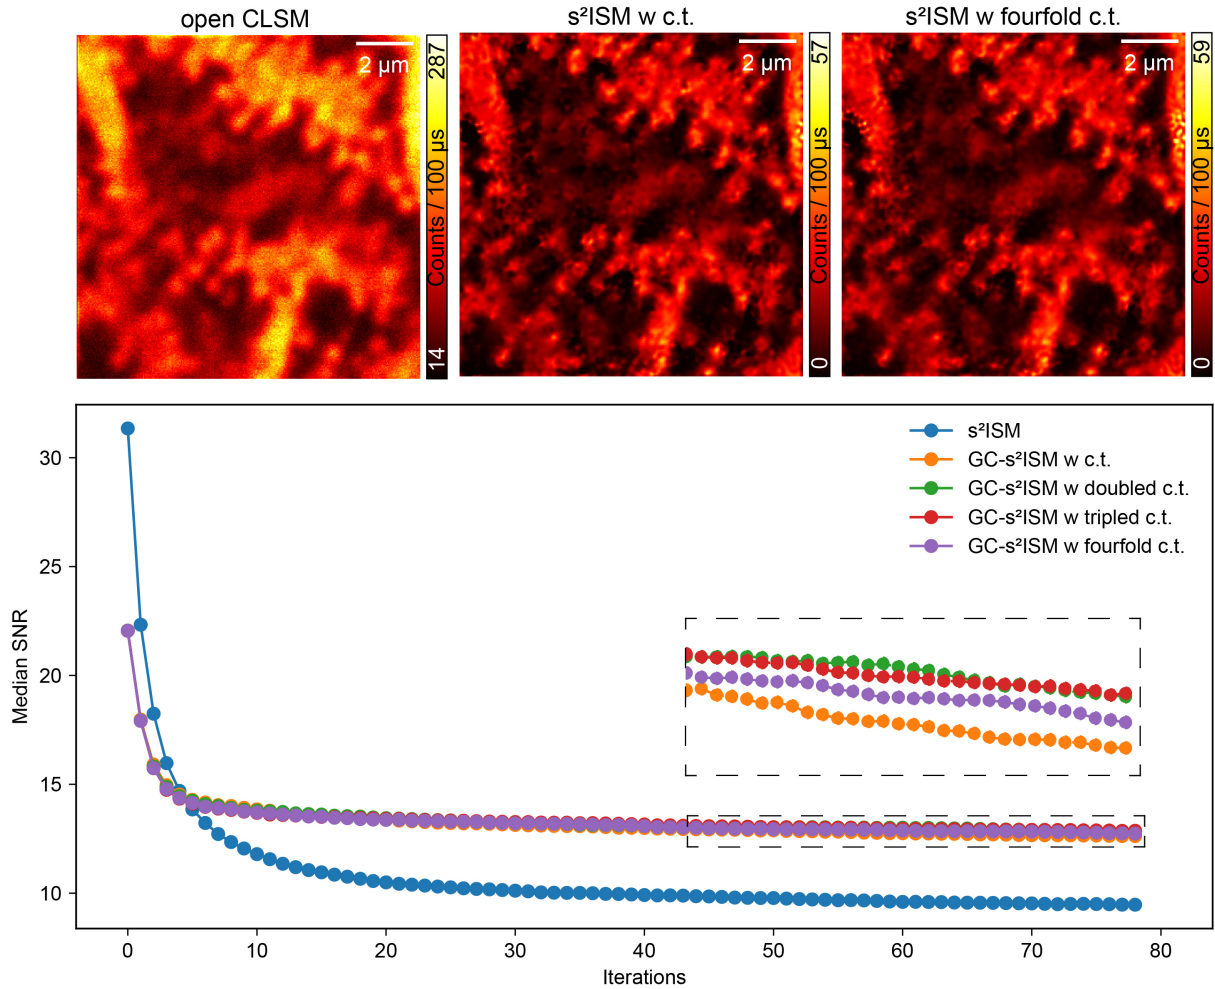 open CLSM
s²ISM w c.t.
s²ISM w fourfold c.t.
2 µm
14 Counts / 100 µs 287
2 µm
0 Counts / 100 µs 57
2 µm
0 Counts / 100 µs 59
s²ISM
GC-s²ISM w c.t.
GC-s²ISM w doubled c.t.
GC-s²ISM w tripled c.t.
GC-s²ISM w fourfold c.t.
Median SNR
30
25
20
15
10
0 10 20 30 40 50 60 70 80
Iterations